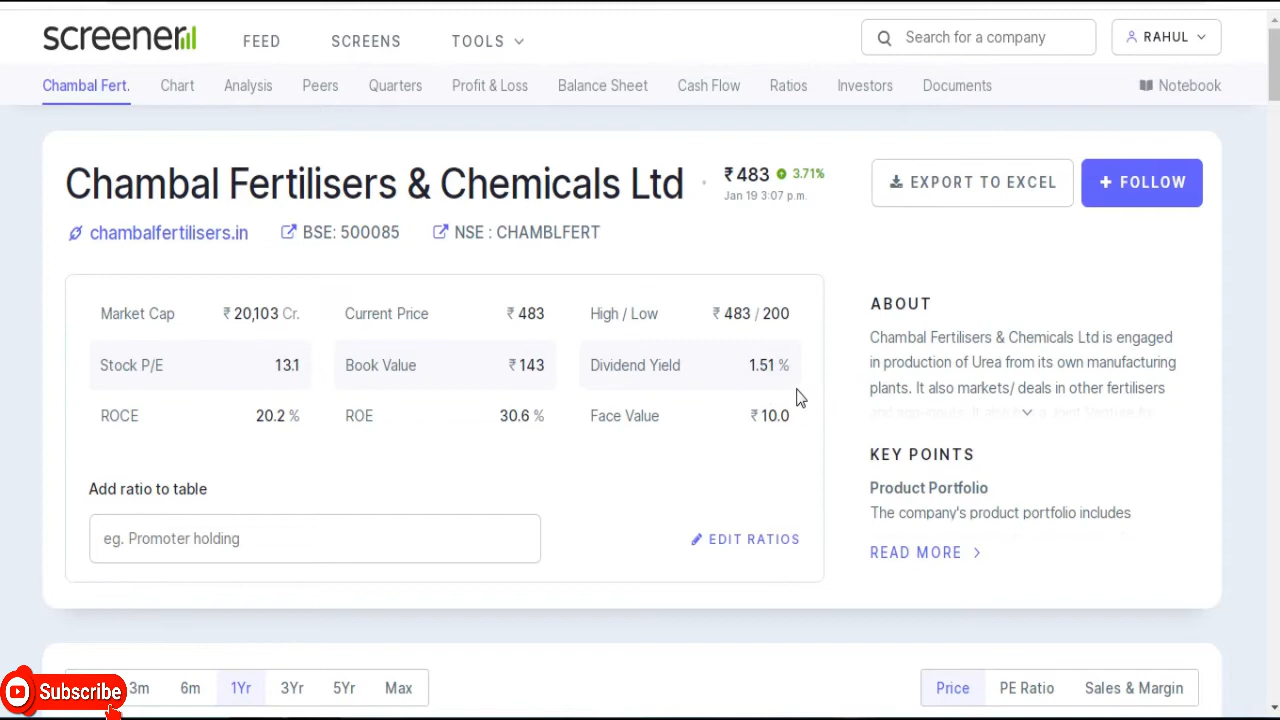 screener
FEED SCREENS TOOLS
Search for a company
RAHUL
Chambal Fert. Chart Analysis Peers Quarters Profit & Loss Balance Sheet Cash Flow Ratios Investors Documents Notebook
Chambal Fertilisers & Chemicals Ltd
₹ 483 3.71%
Jan 19 3:07 p.m.
EXPORT TO EXCEL
+ FOLLOW
chambalfertilisers.in BSE: 500085 NSE : CHAMBLFERT
Market Cap ₹ 20,103 Cr. Current Price ₹ 483 High / Low ₹ 483 / 200
Stock P/E 13.1 Book Value ₹ 143 Dividend Yield 1.51 %
ROCE 20.2 % ROE 30.6 % Face Value ₹ 10.0
Add ratio to table
eg. Promoter holding
EDIT RATIOS
ABOUT
Chambal Fertilisers & Chemicals Ltd is engaged
in production of Urea from its own manufacturing
plants. It also markets/ deals in other fertilisers
KEY POINTS
Product Portfolio
The company's product portfolio includes
READ MORE
3m 6m 1Yr 3Yr 5Yr Max
Price PE Ratio Sales & Margin
Subscribe